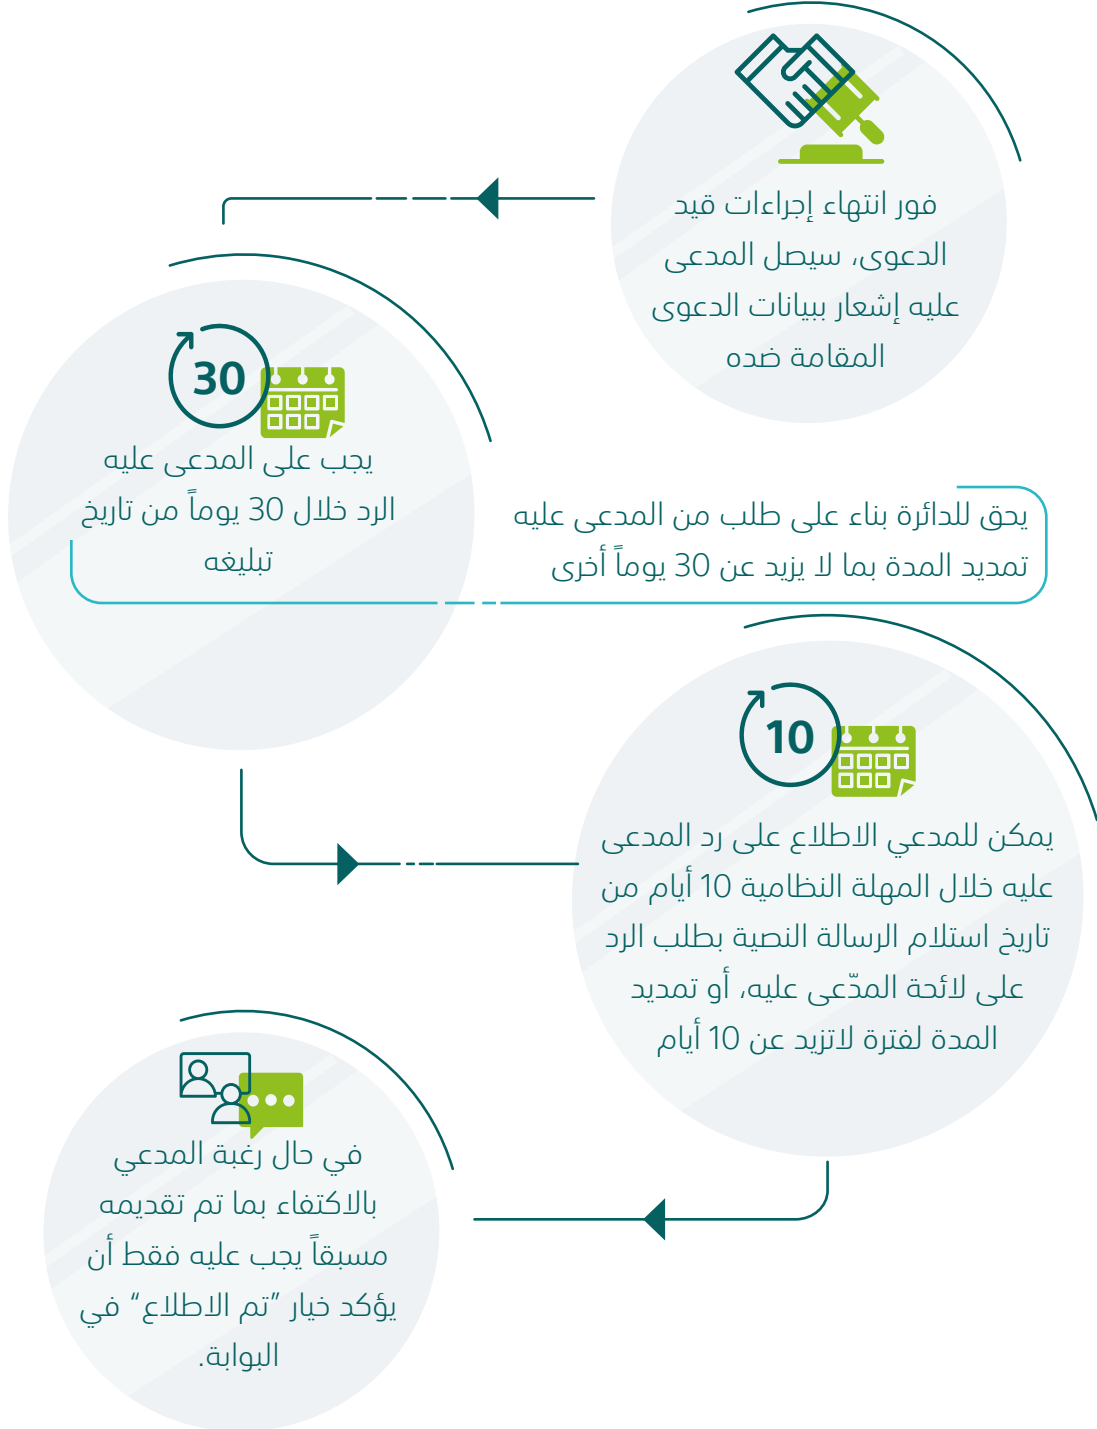 فور انتهاء إجراءات قيد
الدعوى، سيصل المدعى
عليه إشعار ببيانات الدعوى
المقامة ضده
30
يجب على المدعى عليه
الرد خلال 30 يوماً من تاريخ
تبليغه
يحق للدائرة بناء على طلب من المدعى عليه
تمديد المدة بما لا يزيد عن 30 يوماً أخرى
10
يمكن للمدعي الاطلاع على رد المدعى
عليه خلال المهلة النظامية 10 أيام من
تاريخ استلام الرسالة النصية بطلب الرد
على لائحة المدّعى عليه، أو تمديد
المدة لفترة لاتزيد عن 10 أيام
في حال رغبة المدعي
بالاكتفاء بما تم تقديمه
مسبقاً يجب عليه فقط أن
يؤكد خيار "تم الاطلاع" في
البوابة.